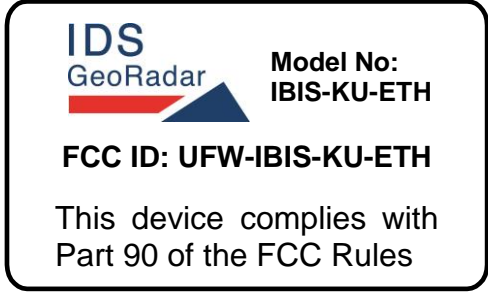 IDS
GeoRadar
Model No:
IBIS-KU-ETH
FCC ID: UFW-IBIS-KU-ETH
This device complies with
Part 90 of the FCC Rules